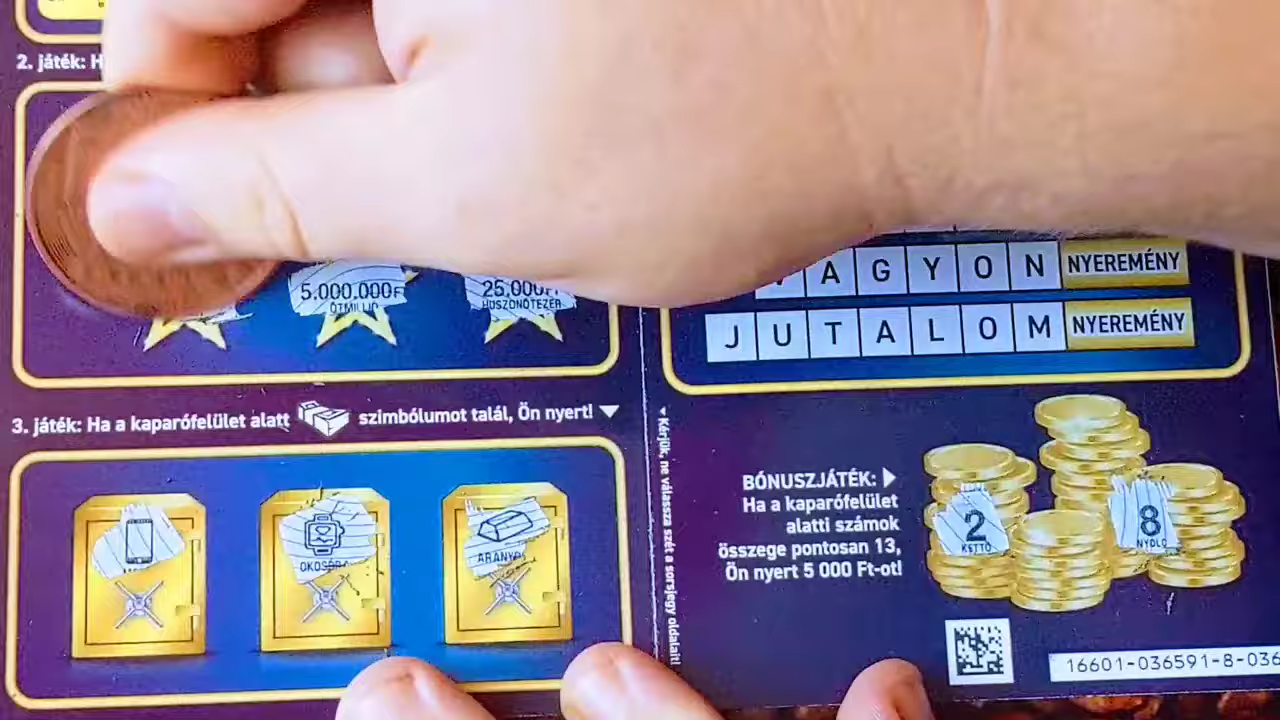 2. játék: H
5.000.000Ft
ÖTMILLIÓ
25.000Ft
HUSZONÖTEZER
AGYON NYEREMÉNY
JUTALOM NYEREMÉNY
3. játék: Ha a kaparófelület alatt szimbólumot talál, Ön nyert!
OKOSÓRA
ARANY
Kérjük, ne válassza szét a sorsjegy oldalait!
BÓNUSZJÁTÉK:
Ha a kaparófelület
alatti számok
összege pontosan 13,
Ön nyert 5 000 Ft-ot!
2
KETTŐ
8
NYOLC
16601-036591-8-036